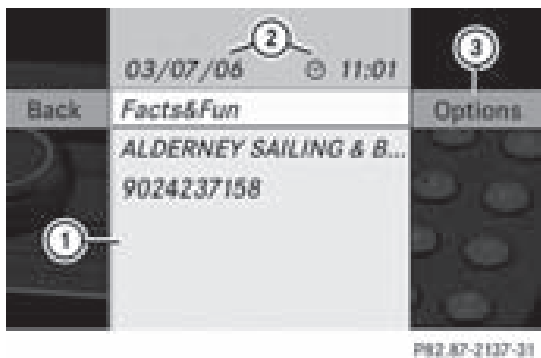 2
3
03/07/06 11:01
Back Facts&Fun Options
ALDERNEY SAILING & B...
9024237158
1
P82.87-2137-31